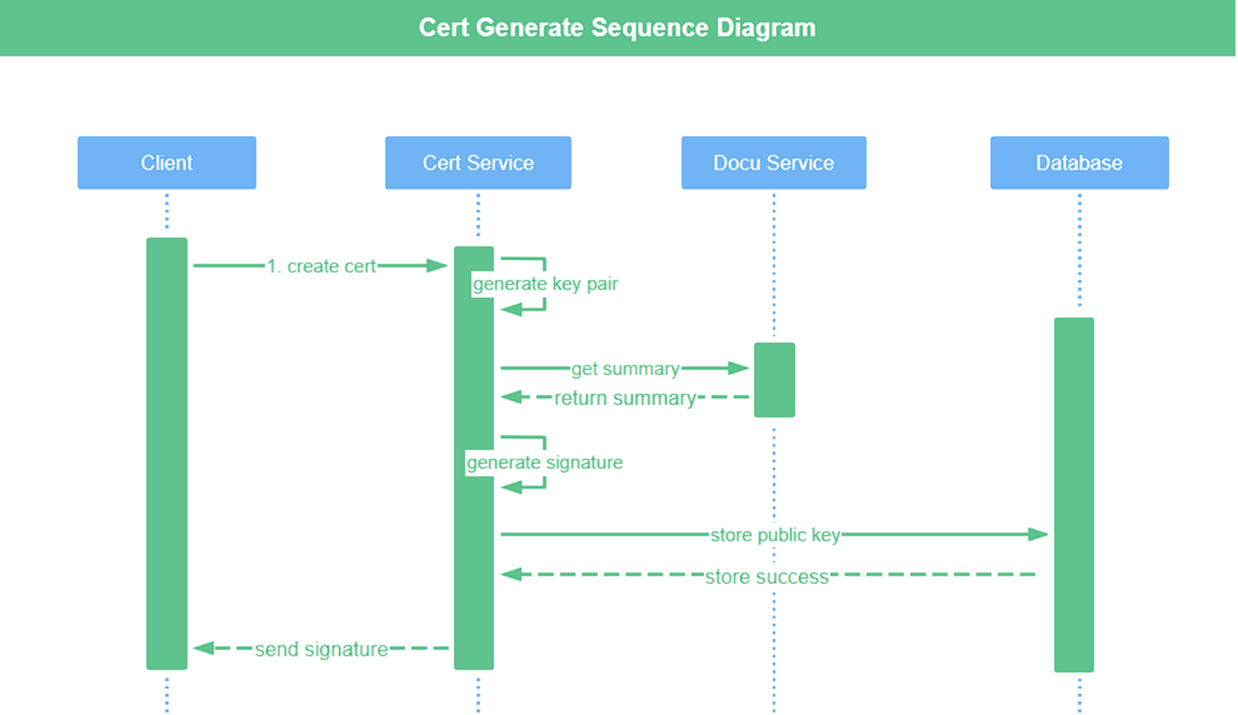 Cert Generate Sequence Diagram
Client
Cert Service
Docu Service
Database
1. create cert
generate key pair
get summary
return summary
generate signature
store public key
store success
send signature